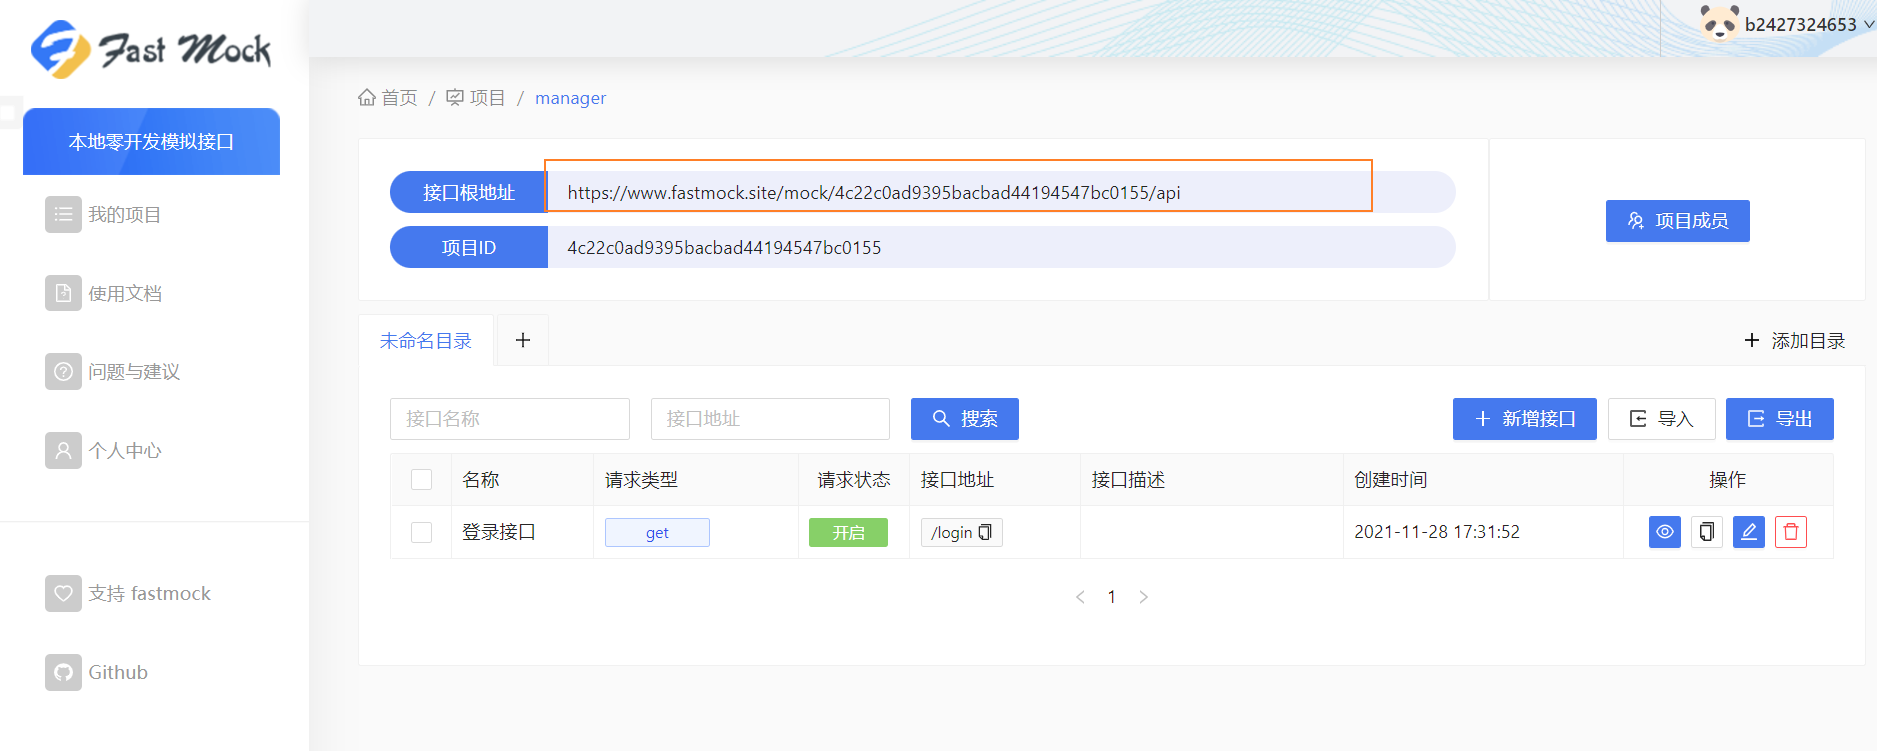 Fast Mock
b2427324653
首页 / 项目 / manager
本地零开发模拟接口
我的项目
使用文档
问题与建议
个人中心
支持 fastmock
Github
接口根地址 https://www.fastmock.site/mock/4c22c0ad9395bacbad44194547bc0155/api
项目ID 4c22c0ad9395bacbad44194547bc0155
项目成员
未命名目录 + + 添加目录
接口名称 接口地址 搜索 + 新增接口 导入 导出
名称 请求类型 请求状态 接口地址 接口描述 创建时间 操作
登录接口 get 开启 /login 2021-11-28 17:31:52
< 1 >